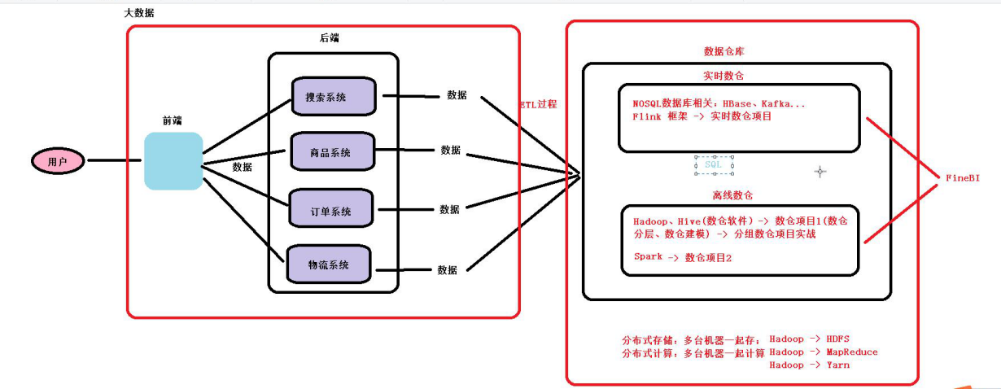 大数据
后端
前端
用户
搜索系统
商品系统
订单系统
物流系统
数据
数据
数据
数据
数据
ETL过程
数据仓库
实时数仓
NOSQL数据库相关：HBase、Kafka...
Flink 框架 -> 实时数仓项目
SQL
离线数仓
Hadoop、Hive(数仓软件) -> 数仓项目1(数仓
分层、数仓建模) -> 分组数仓项目实战
Spark -> 数仓项目2
FineBI
分布式存储：多台机器一起存： Hadoop -> HDFS
分布式计算：多台机器一起计算 Hadoop -> MapReduce
Hadoop -> Yarn